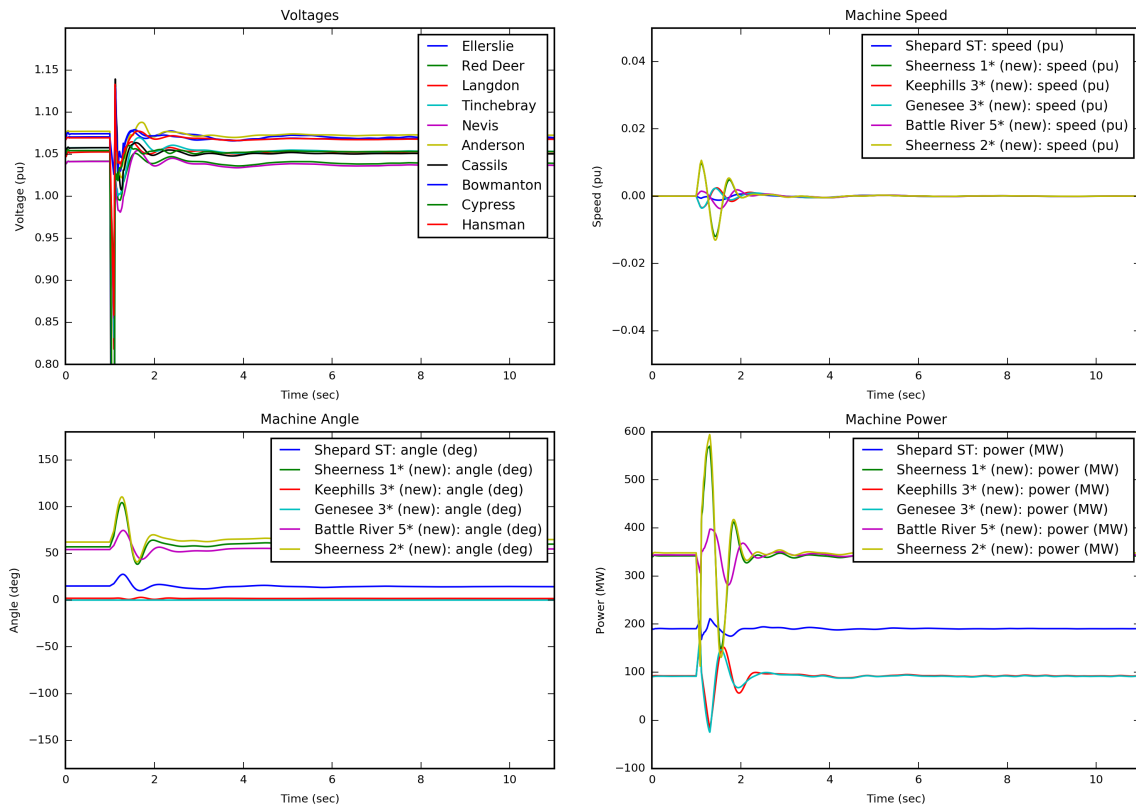 Voltages
1.15
1.10
1.05
1.00
0.95
0.90
0.85
0.80
Voltage (pu)
0 2 4 6 8 10
Time (sec)
Ellerslie
Red Deer
Langdon
Tinchebray
Nevis
Anderson
Cassils
Bowmanton
Cypress
Hansman
Machine Speed
0.04
0.02
0.00
−0.02
−0.04
Speed (pu)
0 2 4 6 8 10
Time (sec)
Shepard ST: speed (pu)
Sheerness 1* (new): speed (pu)
Keephills 3* (new): speed (pu)
Genesee 3* (new): speed (pu)
Battle River 5* (new): speed (pu)
Sheerness 2* (new): speed (pu)
Machine Angle
150
100
50
0
−50
−100
−150
Angle (deg)
0 2 4 6 8 10
Time (sec)
Shepard ST: angle (deg)
Sheerness 1* (new): angle (deg)
Keephills 3* (new): angle (deg)
Genesee 3* (new): angle (deg)
Battle River 5* (new): angle (deg)
Sheerness 2* (new): angle (deg)
Machine Power
600
500
400
300
200
100
0
−100
Power (MW)
0 2 4 6 8 10
Time (sec)
Shepard ST: power (MW)
Sheerness 1* (new): power (MW)
Keephills 3* (new): power (MW)
Genesee 3* (new): power (MW)
Battle River 5* (new): power (MW)
Sheerness 2* (new): power (MW)